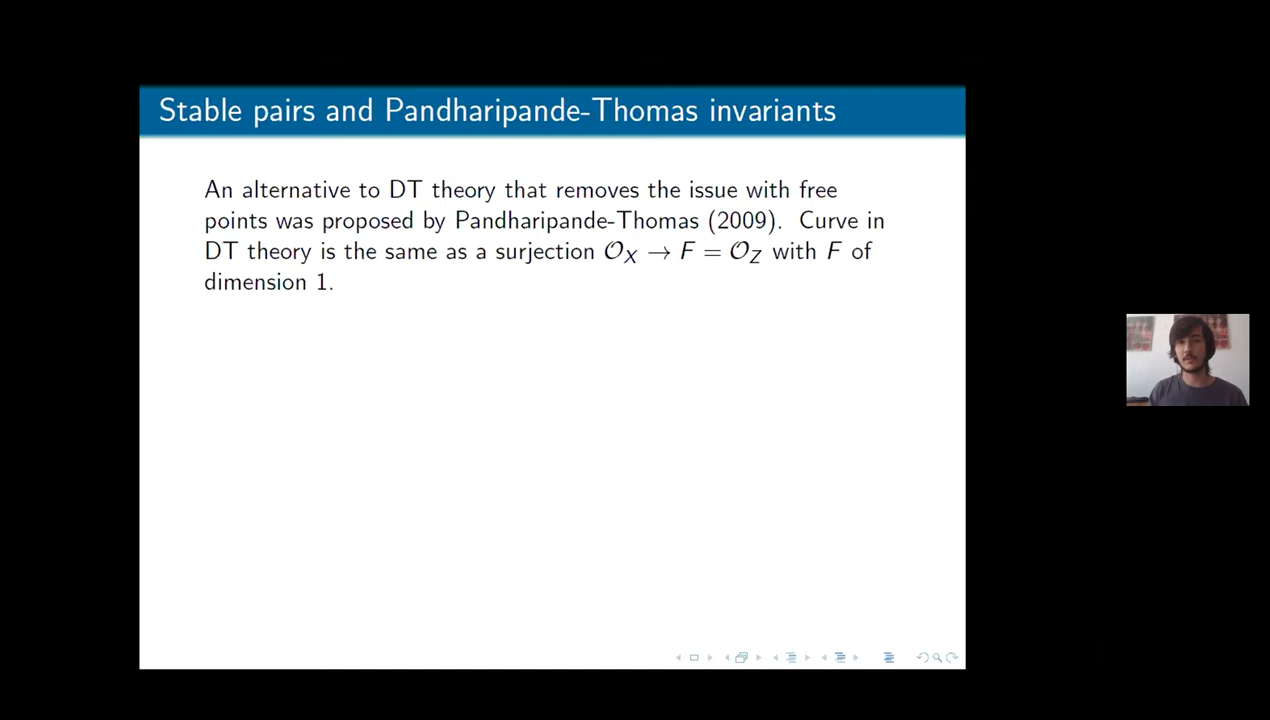 Stable pairs and Pandharipande-Thomas invariants
An alternative to DT theory that removes the issue with free
points was proposed by Pandharipande-Thomas (2009). Curve in
DT theory is the same as a surjection 𝒪_X → F = 𝒪_Z with F of
dimension 1.